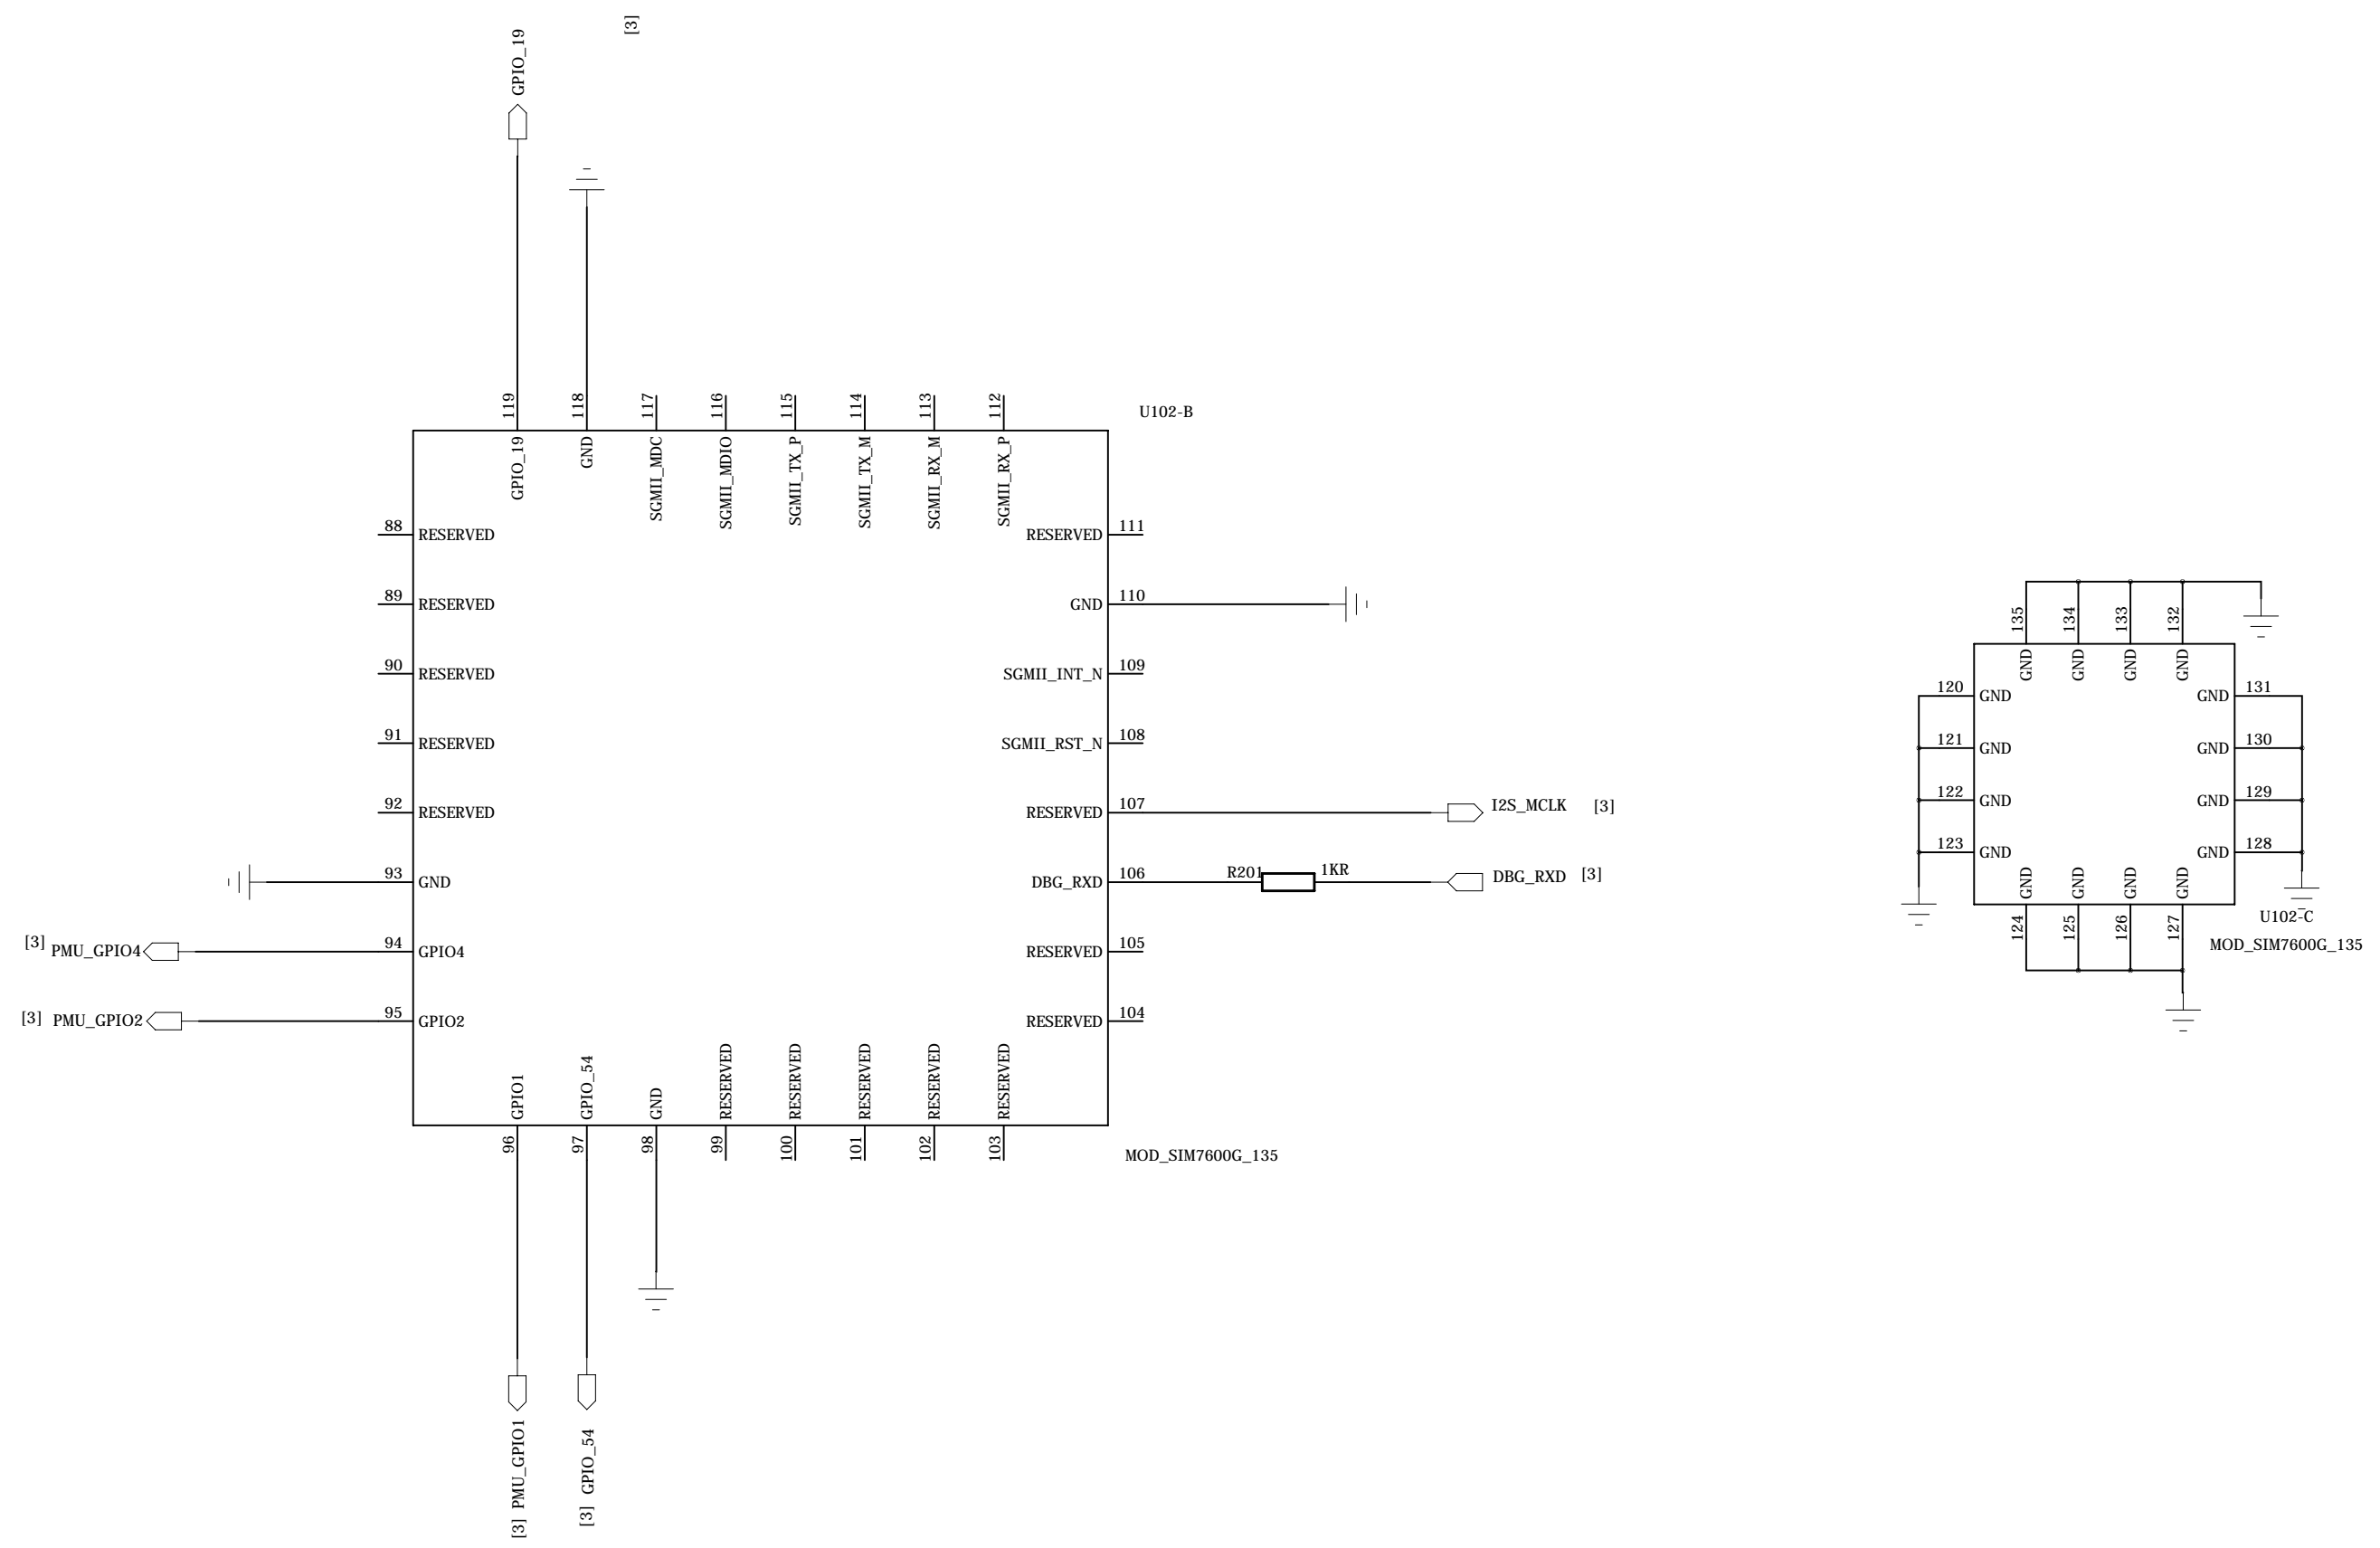 [3]
GPIO_19
119
118
117
116
115
114
113
112
U102-B
GPIO_19
GND
SGMII_MDC
SGMII_MDIO
SGMII_TX_P
SGMII_TX_M
SGMII_RX_M
SGMII_RX_P
88
RESERVED
RESERVED
111
89
RESERVED
GND
110
90
RESERVED
SGMII_INT_N
109
91
RESERVED
SGMII_RST_N
108
92
RESERVED
RESERVED
107
I2S_MCLK
[3]
93
GND
DBG_RXD
106
R201
1KR
DBG_RXD
[3]
[3]
PMU_GPIO4
94
GPIO4
RESERVED
105
[3]
PMU_GPIO2
95
GPIO2
RESERVED
104
GPIO1
GPIO_54
GND
RESERVED
RESERVED
RESERVED
RESERVED
RESERVED
96
97
98
99
100
101
102
103
MOD_SIM7600G_135
[3] PMU_GPIO1
[3] GPIO_54
135
134
133
132
GND
GND
GND
GND
120
GND
GND
131
121
GND
GND
130
122
GND
GND
129
123
GND
GND
128
GND
GND
GND
GND
124
125
126
127
U102-C
MOD_SIM7600G_135